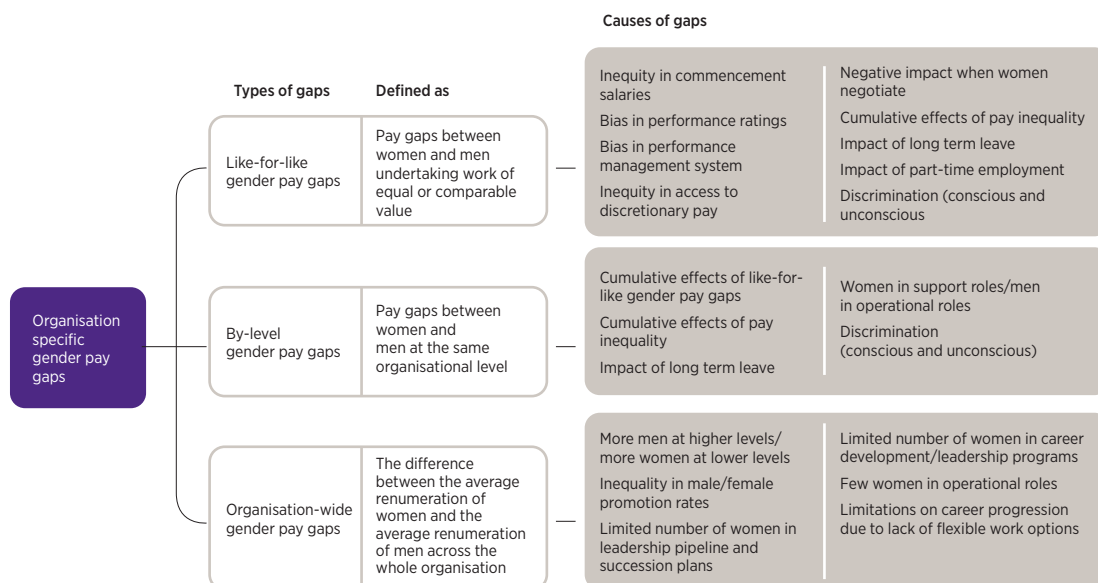 Causes of gaps
Types of gaps
Defined as
Organisation
specific
gender pay
gaps
Like-for-like
gender pay gaps
Pay gaps between
women and men
undertaking work of
equal or comparable
value
Inequity in commencement
salaries
Bias in performance ratings
Bias in performance
management system
Inequity in access to
discretionary pay
Negative impact when women
negotiate
Cumulative effects of pay inequality
Impact of long term leave
Impact of part-time employment
Discrimination (conscious and
unconscious
By-level
gender pay gaps
Pay gaps between
women and
men at the same
organisational level
Cumulative effects of like-for-
like gender pay gaps
Cumulative effects of pay
inequality
Impact of long term leave
Women in support roles/men
in operational roles
Discrimination
(conscious and unconscious)
Organisation-wide
gender pay gaps
The difference
between the average
renumeration of
women and the
average renumeration
of men across the
whole organisation
More men at higher levels/
more women at lower levels
Inequality in male/female
promotion rates
Limited number of women in
leadership pipeline and
succession plans
Limited number of women in career
development/leadership programs
Few women in operational roles
Limitations on career progression
due to lack of flexible work options